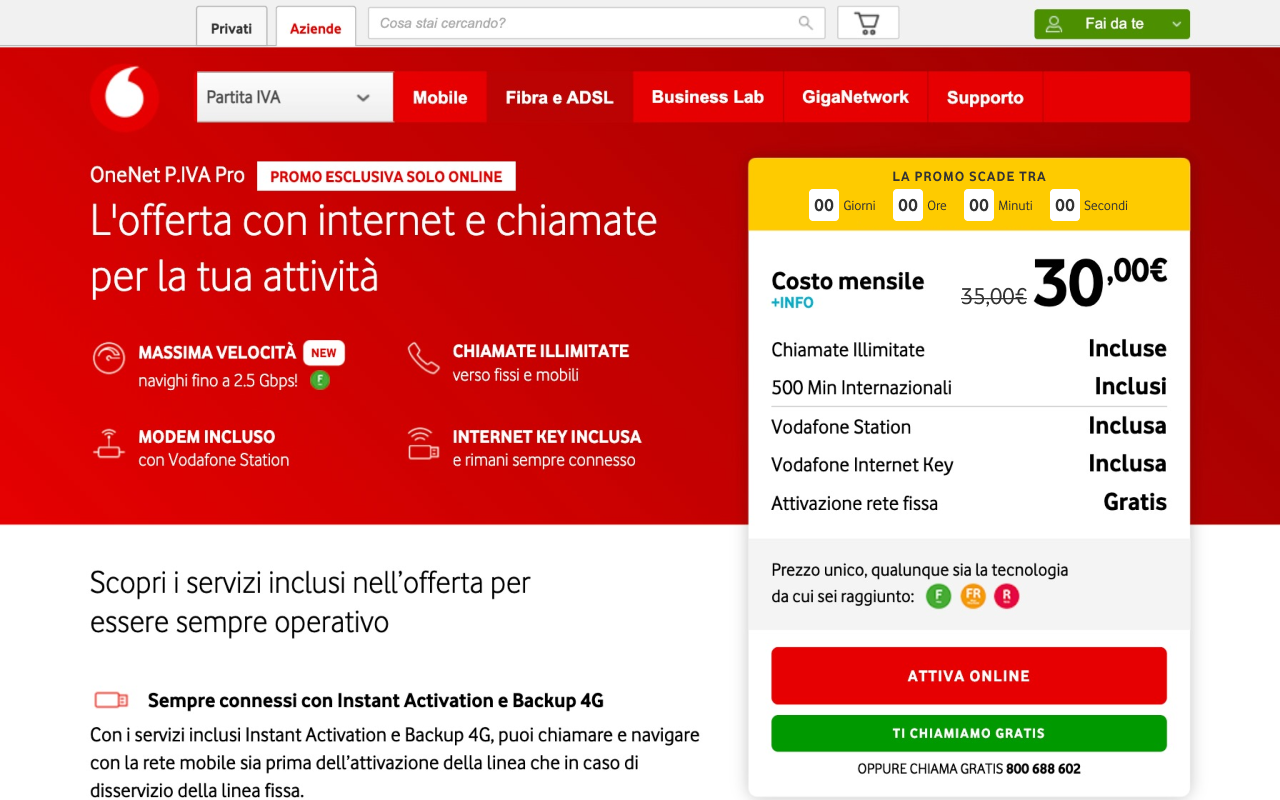 Privati
Aziende
Cosa stai cercando?
Fai da te
Partita IVA
Mobile
Fibra e ADSL
Business Lab
GigaNetwork
Supporto
OneNet P.IVA Pro
PROMO ESCLUSIVA SOLO ONLINE
L'offerta con internet e chiamate
per la tua attività
MASSIMA VELOCITÀ NEW
navighi fino a 2.5 Gbps! F
CHIAMATE ILLIMITATE
verso fissi e mobili
MODEM INCLUSO
con Vodafone Station
INTERNET KEY INCLUSA
e rimani sempre connesso
LA PROMO SCADE TRA
00 Giorni 00 Ore 00 Minuti 00 Secondi
Costo mensile 35,00€ 30,00€
+INFO
Chiamate Illimitate Incluse
500 Min Internazionali Inclusi
Vodafone Station Inclusa
Vodafone Internet Key Inclusa
Attivazione rete fissa Gratis
Prezzo unico, qualunque sia la tecnologia
da cui sei raggiunto: F FR R
ATTIVA ONLINE
TI CHIAMIAMO GRATIS
OPPURE CHIAMA GRATIS 800 688 602
Scopri i servizi inclusi nell’offerta per
essere sempre operativo
Sempre connessi con Instant Activation e Backup 4G
Con i servizi inclusi Instant Activation e Backup 4G, puoi chiamare e navigare
con la rete mobile sia prima dell’attivazione della linea che in caso di
disservizio della linea fissa.